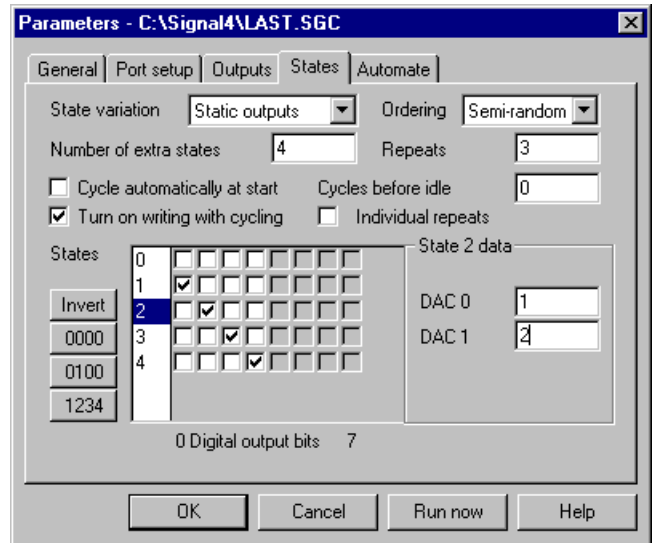 Parameters - C:\Signal4\LAST.SGC
General Port setup Outputs States Automate
State variation Static outputs Ordering Semi-random
Number of extra states 4 Repeats 3
Cycle automatically at start Cycles before idle 0
Turn on writing with cycling Individual repeats
States State 2 data
0
1
Invert 2 DAC 0 1
0000 3 DAC 1 2
0100 4
1234
0 Digital output bits 7
OK Cancel Run now Help